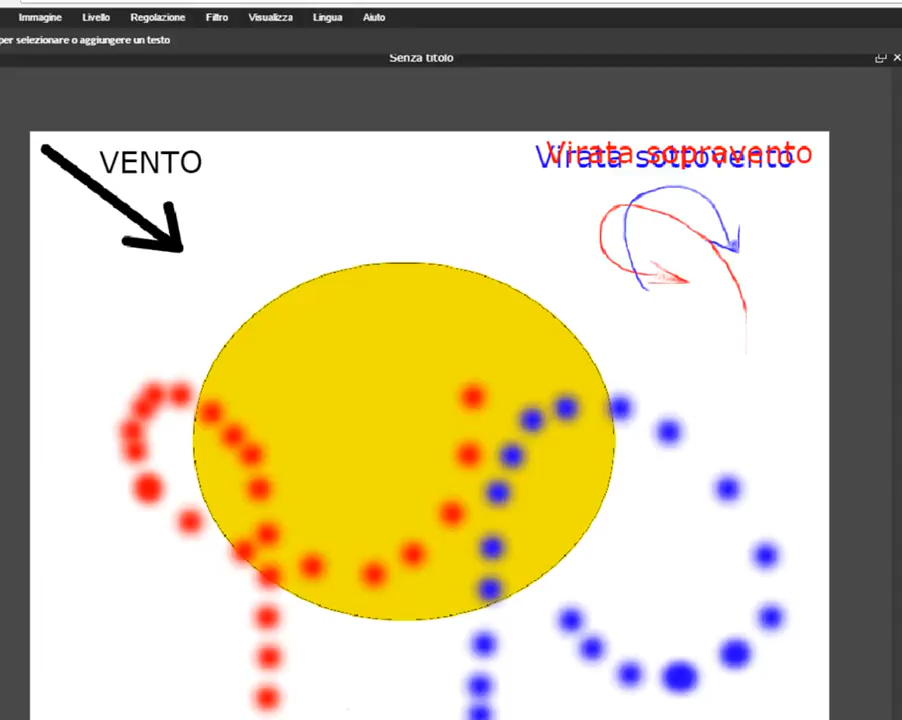 Immagine Livello Regolazione Filtro Visualizza Lingua Aiuto
per selezionare o aggiungere un testo
Senza titolo
VENTO
Virata sottovento
Virata sopravento